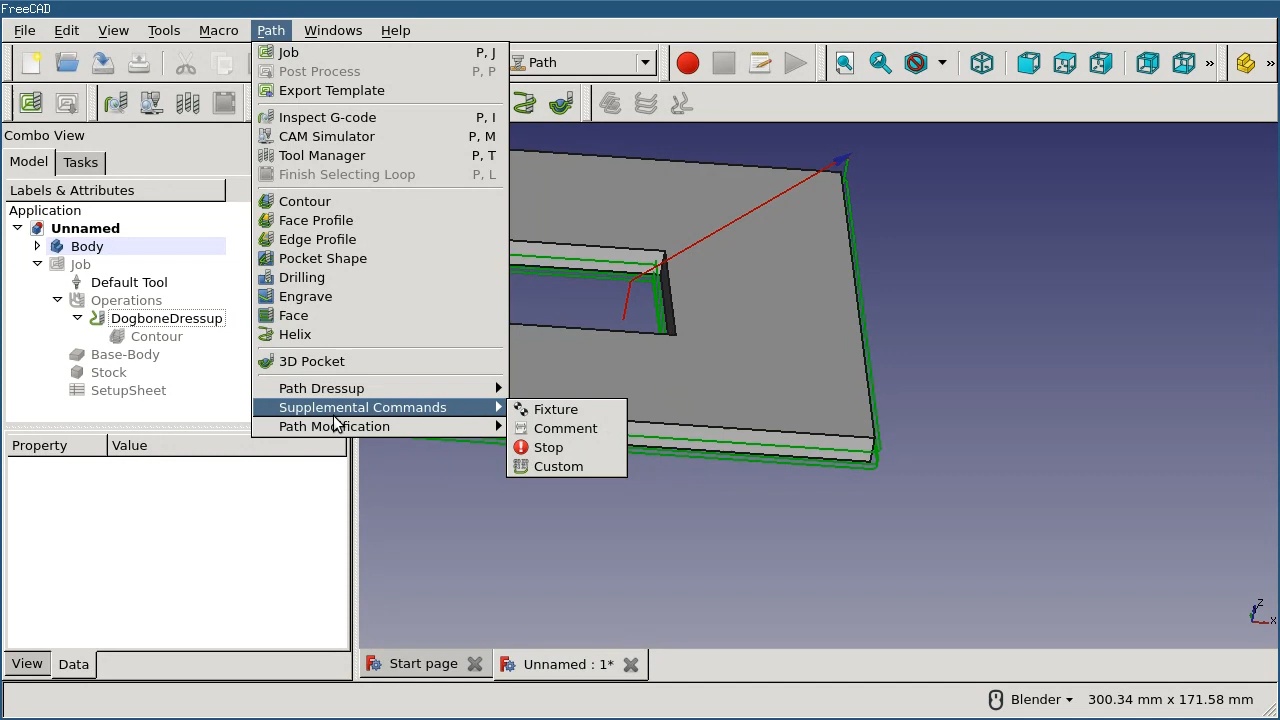 FreeCAD
File Edit View Tools Macro Path Windows Help
Job P, J
Post Process P, P
Export Template
Inspect G-code P, I
CAM Simulator P, M
Tool Manager P, T
Finish Selecting Loop P, L
Contour
Face Profile
Edge Profile
Pocket Shape
Drilling
Engrave
Face
Helix
3D Pocket
Path Dressup
Supplemental Commands
Path Modification
Fixture
Comment
Stop
Custom
Path
»
»
Combo View
Model Tasks
Labels & Attributes
Application
Unnamed
Body
Job
Default Tool
Operations
DogboneDressup
Contour
Base-Body
Stock
SetupSheet
Property Value
View Data
Z
X
Start page Unnamed : 1*
Blender 300.34 mm x 171.58 mm